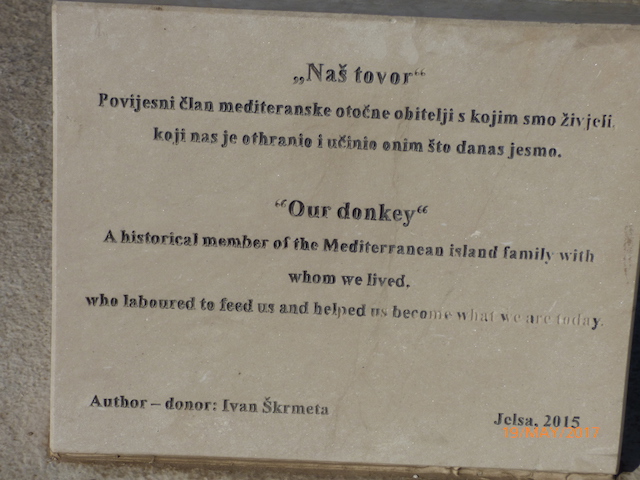 „Naš tovor“
Povijesni član mediteranske otočne obitelji s kojim smo živjeli,
koji nas je othranio i učinio onim što danas jesmo.
“Our donkey“
A historical member of the Mediterranean island family with
whom we lived.
who laboured to feed us and helped us become what we are today.
Author – donor: Ivan Škrmeta
Jelsa, 2015